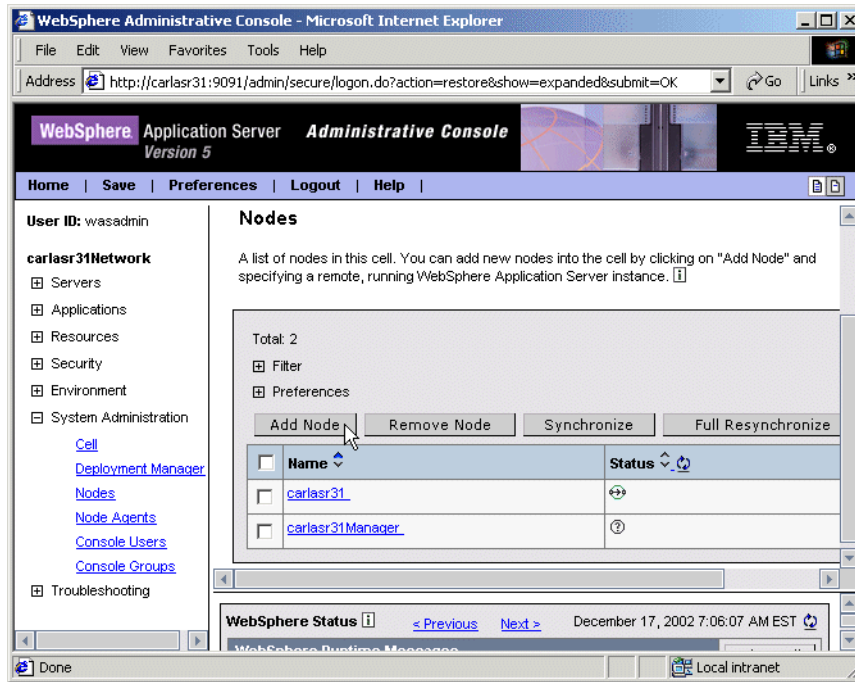 WebSphere Administrative Console - Microsoft Internet Explorer
File Edit View Favorites Tools Help
Address http://carlasr31:9091/admin/secure/logon.do?action=restore&show=expanded&submit=OK Go Links »
WebSphere. Application Server Administrative Console
Version 5
IBM®
Home | Save | Preferences | Logout | Help |
User ID: wasadmin
carlasr31Network
Servers
Applications
Resources
Security
Environment
System Administration
Cell
Deployment Manager
Nodes
Node Agents
Console Users
Console Groups
Troubleshooting
Nodes
A list of nodes in this cell. You can add new nodes into the cell by clicking on "Add Node" and
specifying a remote, running WebSphere Application Server instance. i
Total: 2
Filter
Preferences
Add Node Remove Node Synchronize Full Resynchronize
Name Status
carlasr31
carlasr31Manager ?
WebSphere Status i < Previous Next > December 17, 2002 7:06:07 AM EST
WebSphere Runtime Messages
Done Local intranet